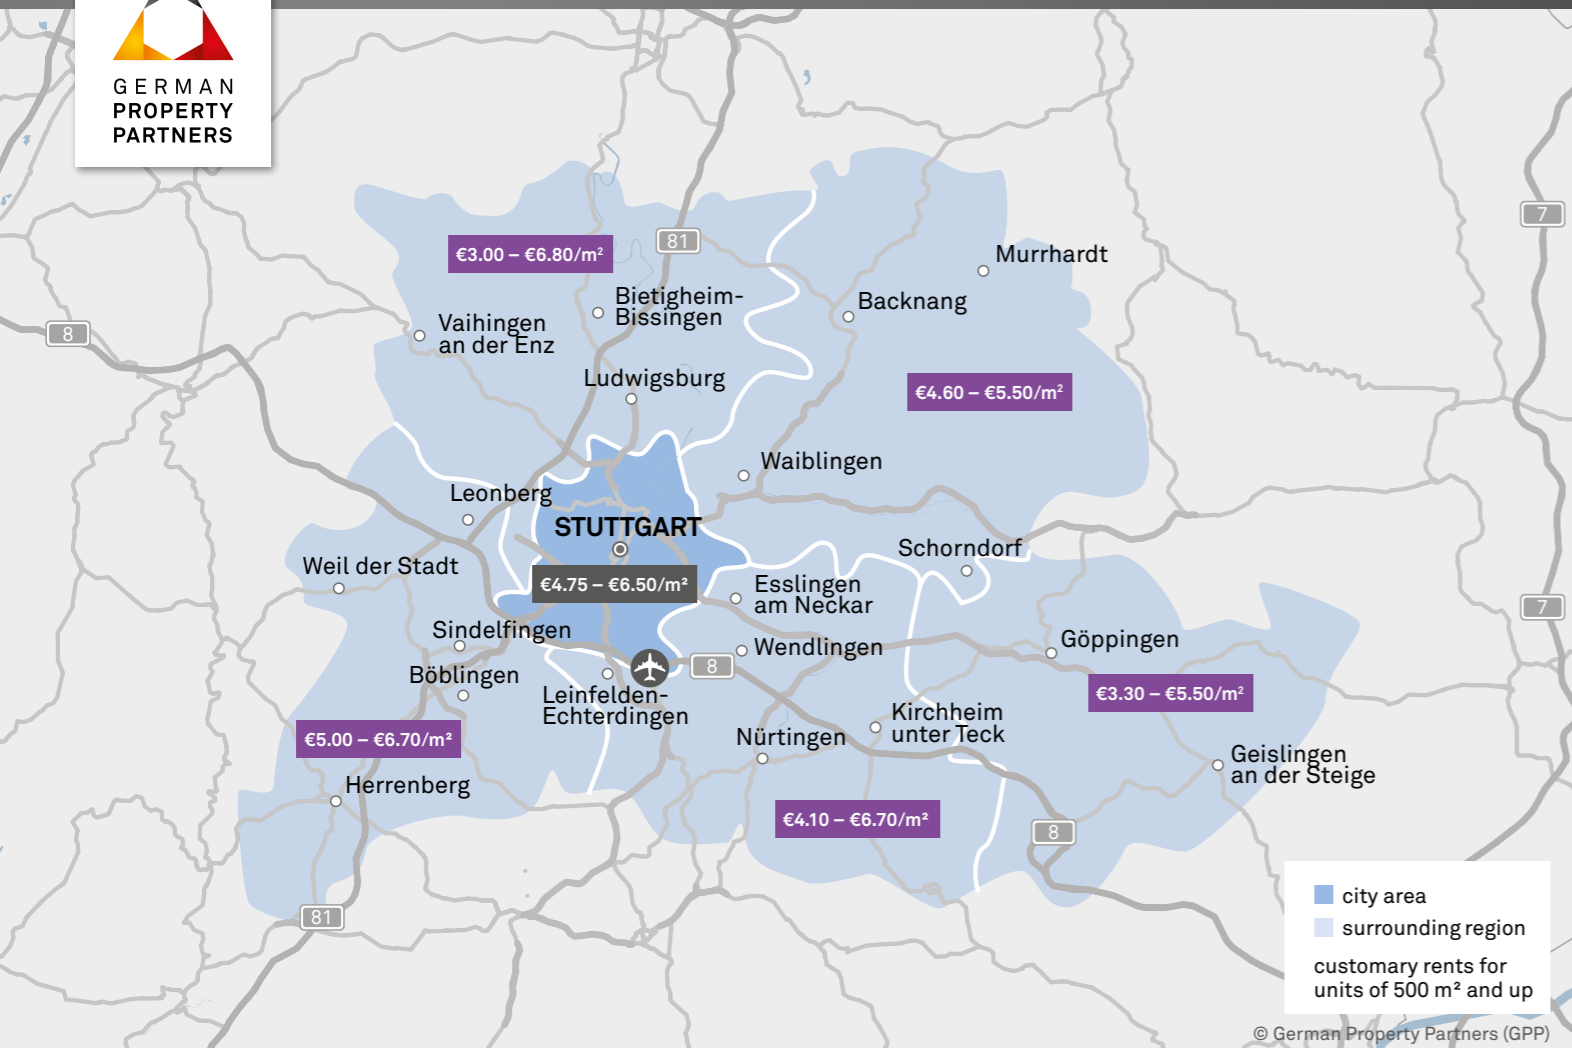 GERMAN
PROPERTY
PARTNERS
7
€3.00 – €6.80/m²
81
Murrhardt
Bietigheim-
Bissingen
Backnang
8
Vaihingen
an der Enz
Ludwigsburg
€4.60 – €5.50/m²
Waiblingen
Leonberg
STUTTGART
Schorndorf
Weil der Stadt
€4.75 – €6.50/m²
Esslingen
am Neckar
7
Sindelfingen
Wendlingen
Göppingen
8
Böblingen
Leinfelden-
Echterdingen
€3.30 – €5.50/m²
Kirchheim
unter Teck
€5.00 – €6.70/m²
Nürtingen
Geislingen
an der Steige
Herrenberg
€4.10 – €6.70/m²
8
81
city area
surrounding region
customary rents for
units of 500 m² and up
© German Property Partners (GPP)